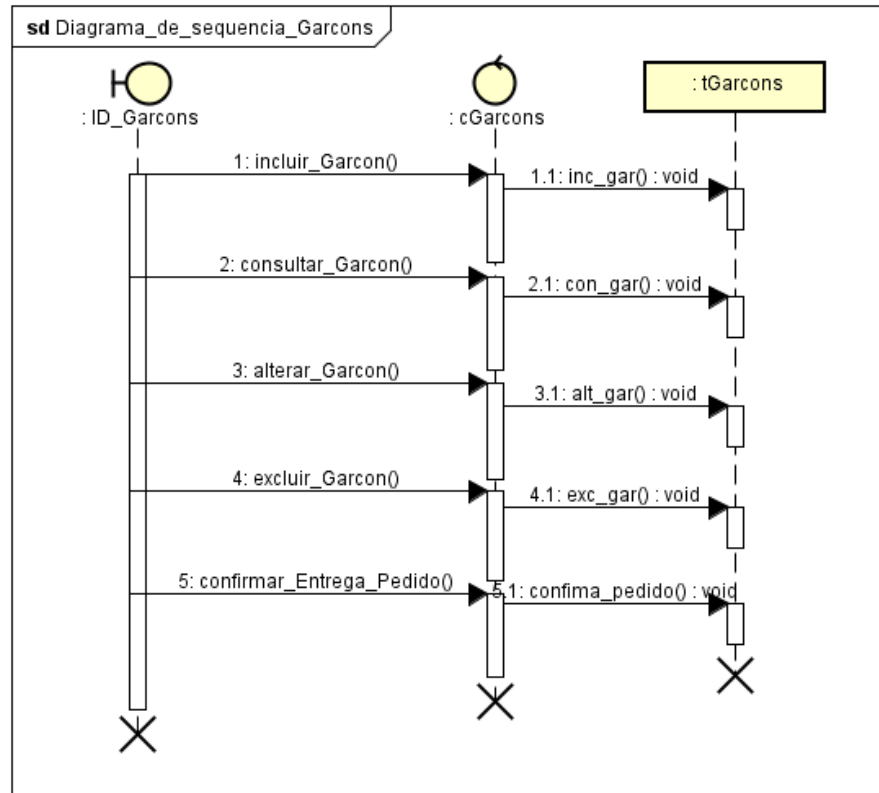 sd Diagrama_de_sequencia_Garcons
: ID_Garcons
: cGarcons
: tGarcons
1: incluir_Garcon()
1.1: inc_gar() : void
2: consultar_Garcon()
2.1: con_gar() : void
3: alterar_Garcon()
3.1: alt_gar() : void
4: excluir_Garcon()
4.1: exc_gar() : void
5: confirmar_Entrega_Pedido()
5.1: confima_pedido() : void